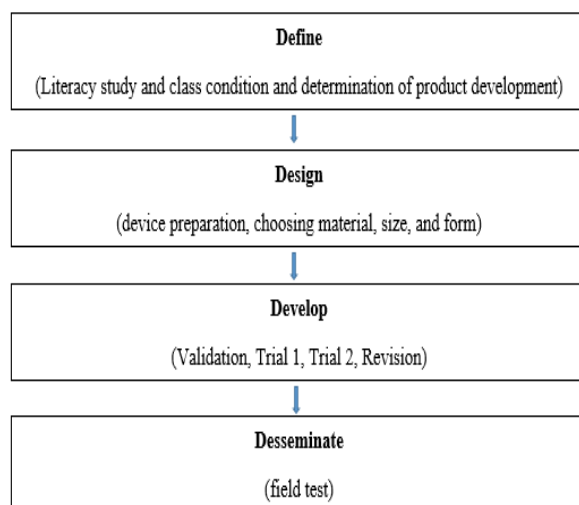 Define
(Literacy study and class condition and determination of product development)
Design
(device preparation, choosing material, size, and form)
Develop
(Validation, Trial 1, Trial 2, Revision)
Desseminate
(field test)